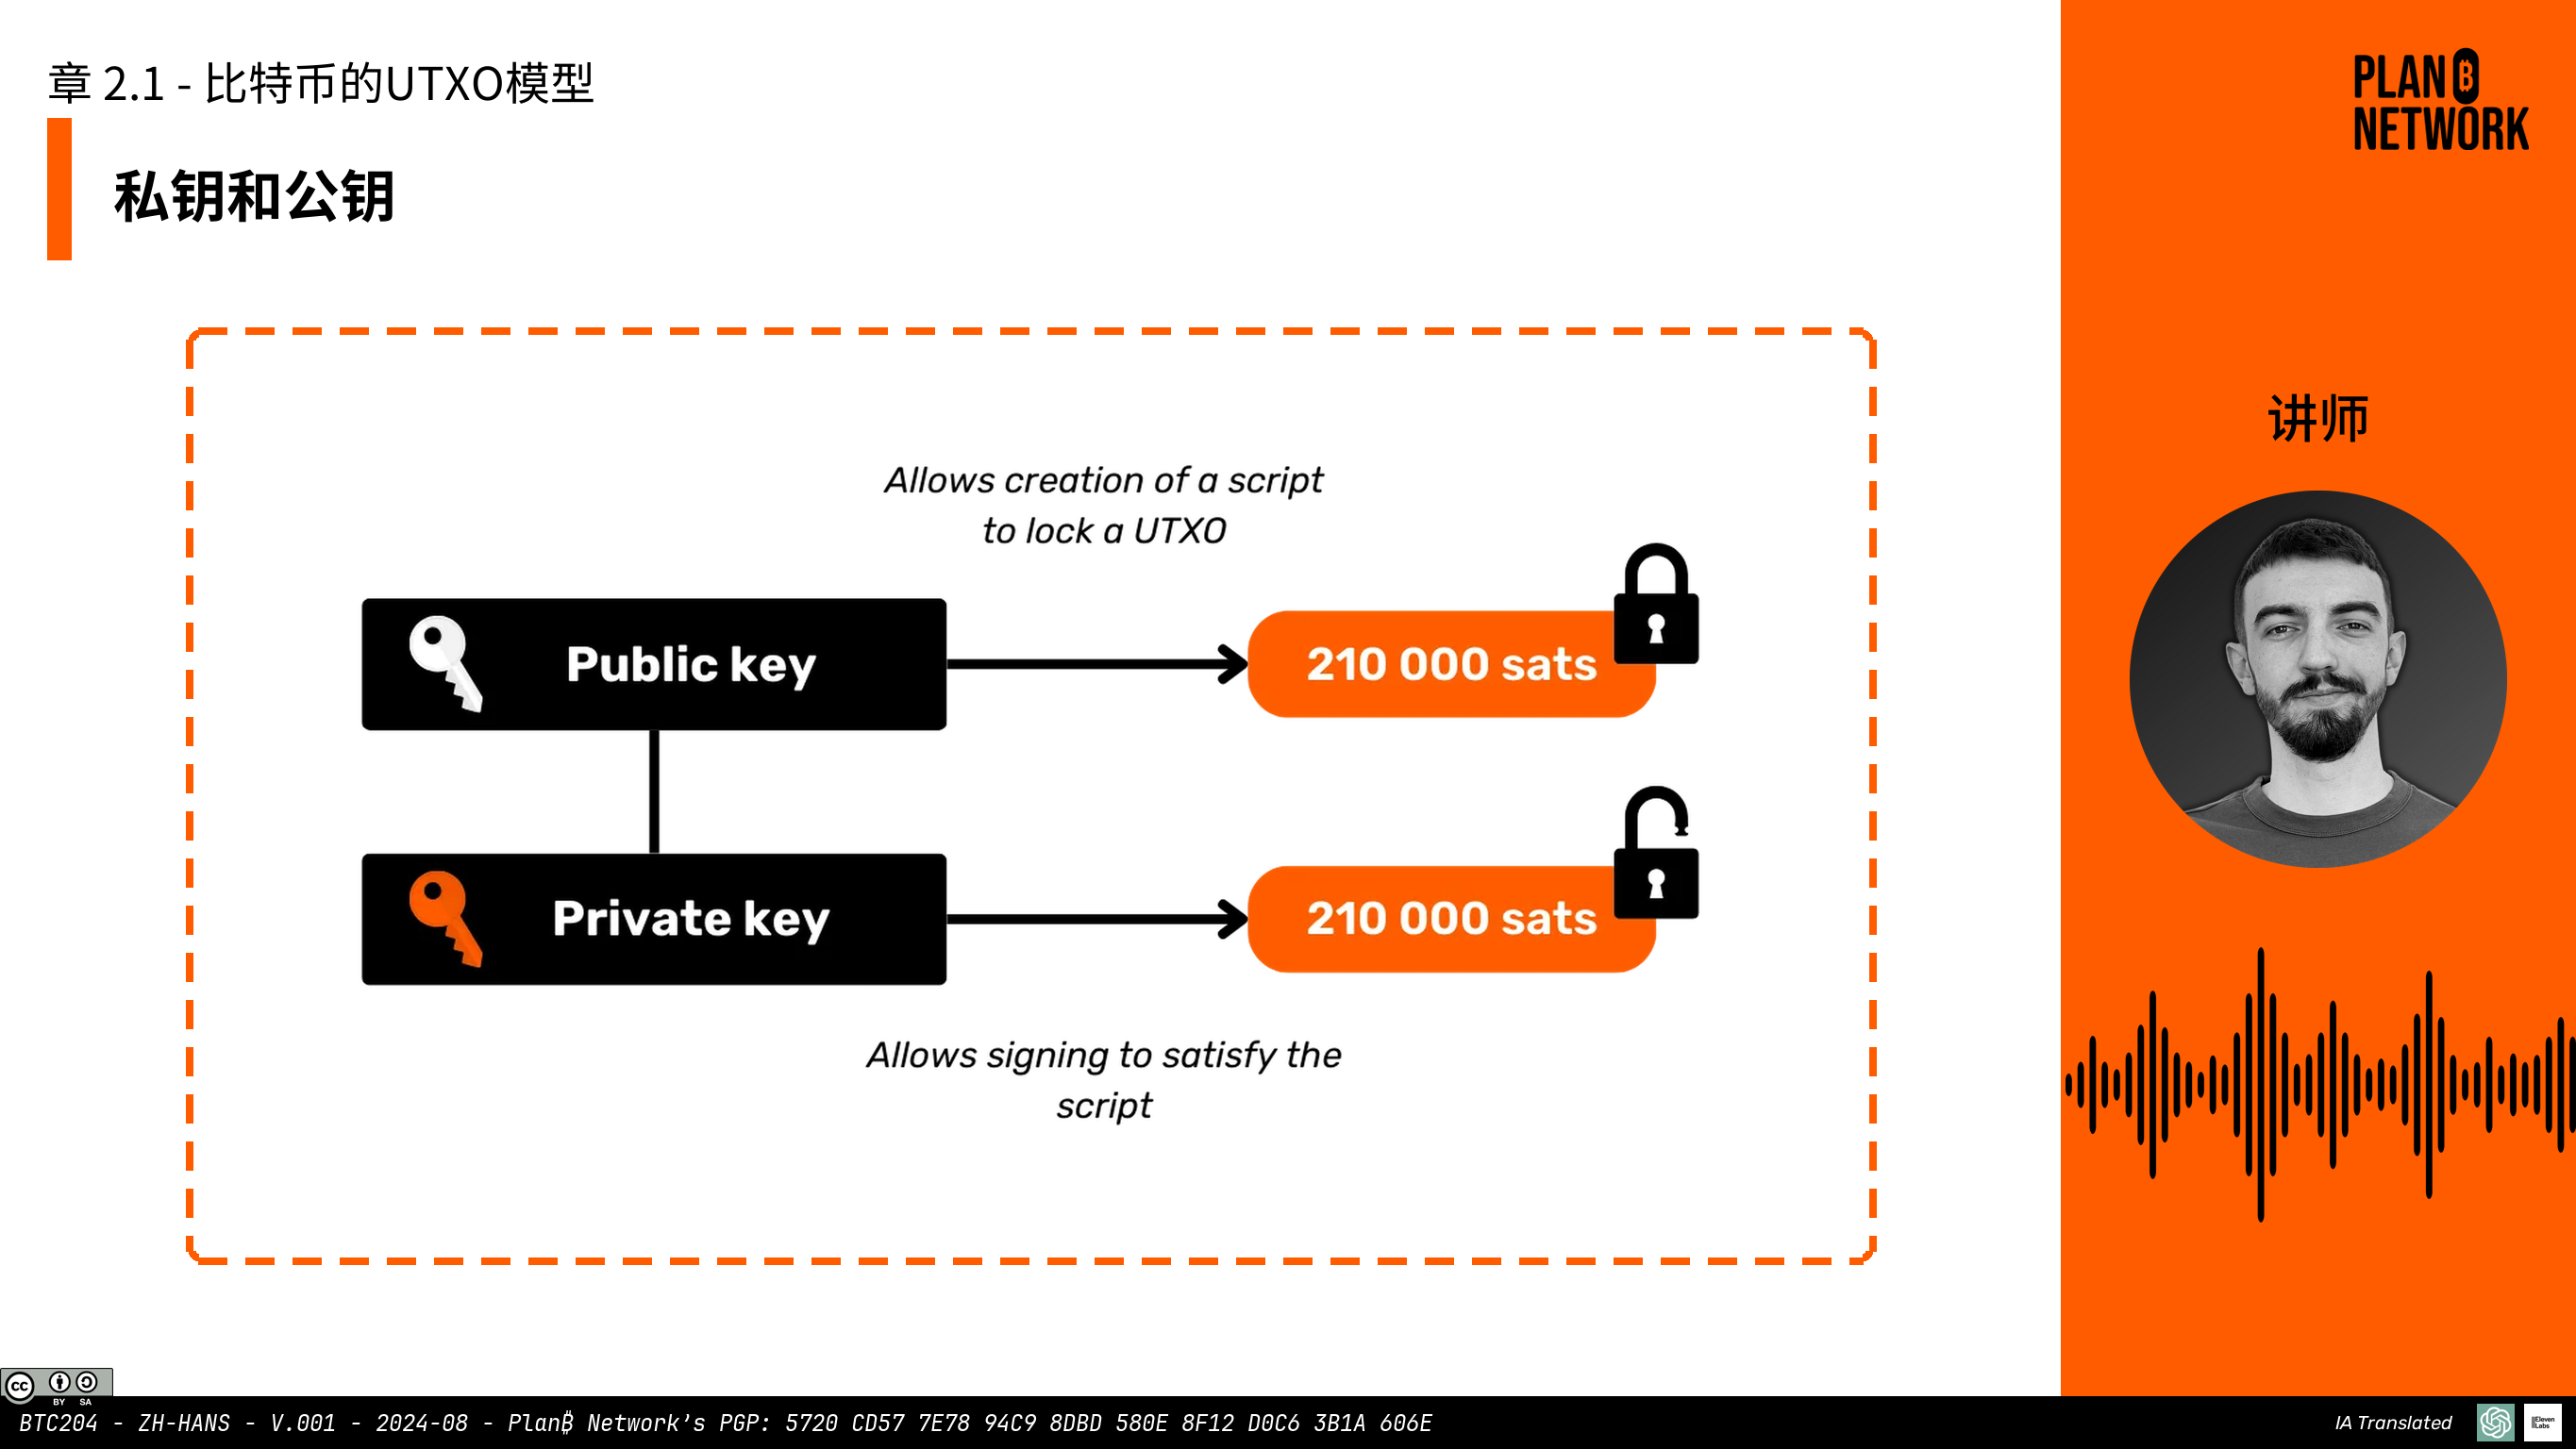 章 2.1 - 比特币的UTXO模型
私钥和公钥
PLAN ₿
NETWORK
讲师
Allows creation of a script
to lock a UTXO
Public key
210 000 sats
Private key
210 000 sats
Allows signing to satisfy the
script
cc BY SA
BTC204 - ZH-HANS - V.001 - 2024-08 - Plan₿ Network’s PGP: 5720 CD57 7E78 94C9 8DBD 580E 8F12 D0C6 3B1A 606E
IA Translated
ElevenLabs